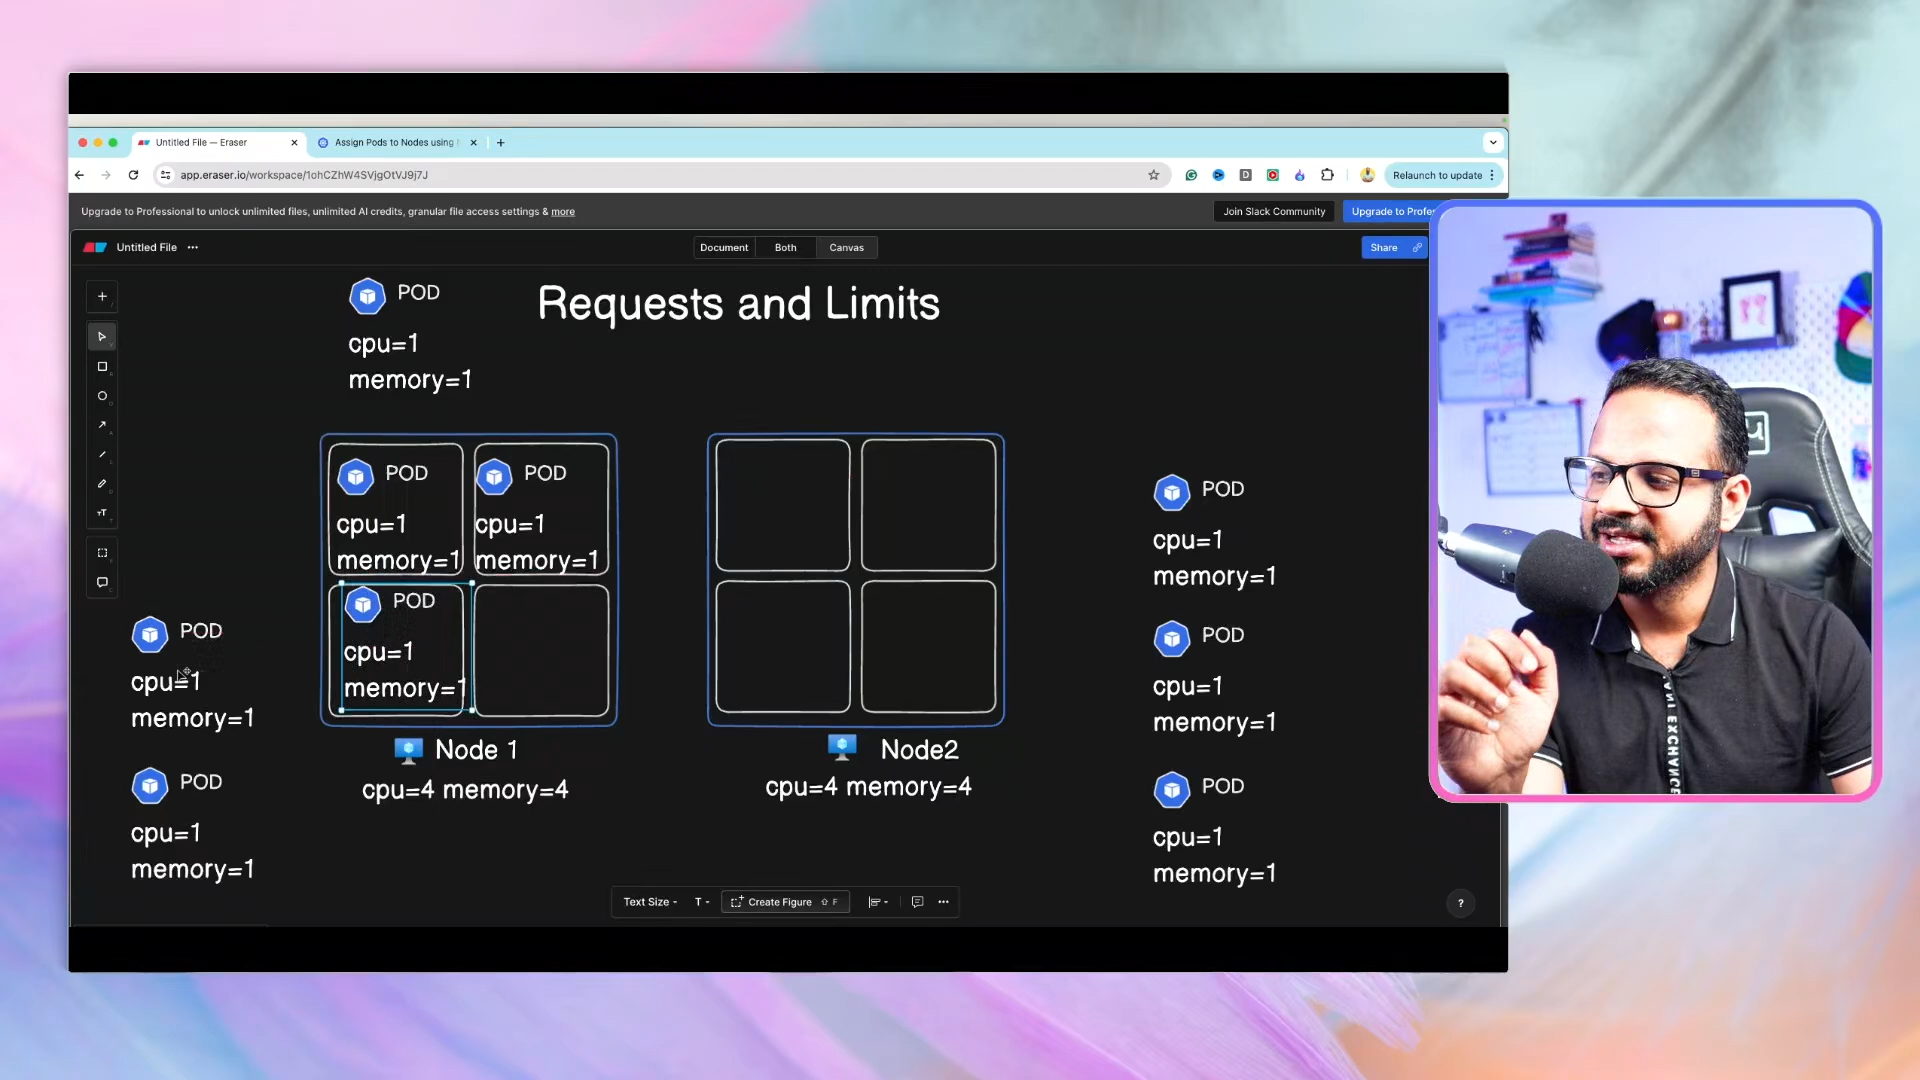 Untitled File — Eraser
Assign Pods to Nodes using
app.eraser.io/workspace/1ohCZhW4SVjgOtVJ9j7J
Relaunch to update
Upgrade to Professional to unlock unlimited files, unlimited AI credits, granular file access settings & more
Join Slack Community
Upgrade to Profes
Untitled File
Document
Both
Canvas
Share
Requests and Limits
POD
cpu=1
memory=1
POD
cpu=1
memory=1
POD
cpu=1
memory=1
POD
cpu=1
memory=1
Node 1
cpu=4 memory=4
Node2
cpu=4 memory=4
POD
cpu=1
memory=1
POD
cpu=1
memory=1
POD
cpu=1
memory=1
POD
cpu=1
memory=1
POD
cpu=1
memory=1
Text Size
T
Create Figure
F
?